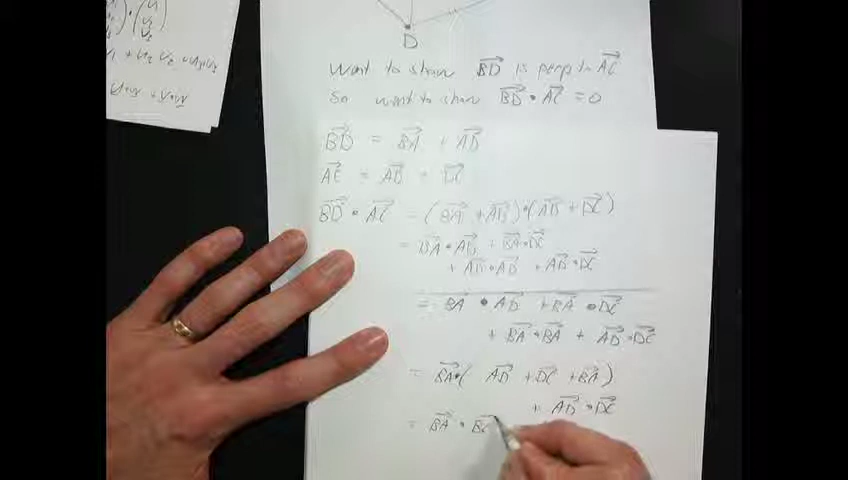 D
Want to show BD⃗ is perp to AC⃗
So want to show BD⃗ • AC⃗ = 0
BD⃗ = BA⃗ + AD⃗
AC⃗ = AD⃗ + DC⃗
BD⃗ • AC⃗ = (BA⃗ + AD⃗)•(AD⃗ + DC⃗)
= BA⃗•AD⃗ + BA⃗•DC⃗
+ AD⃗•AD⃗ + AD⃗•DC⃗
= BA⃗ • AD⃗ + BA⃗ • DC⃗
+ BA⃗•BA⃗ + AD⃗•DC⃗
= BA⃗•( AD⃗ + DC⃗ + BA⃗)
+ AD⃗ • DC⃗
= BA⃗ • BC⃗